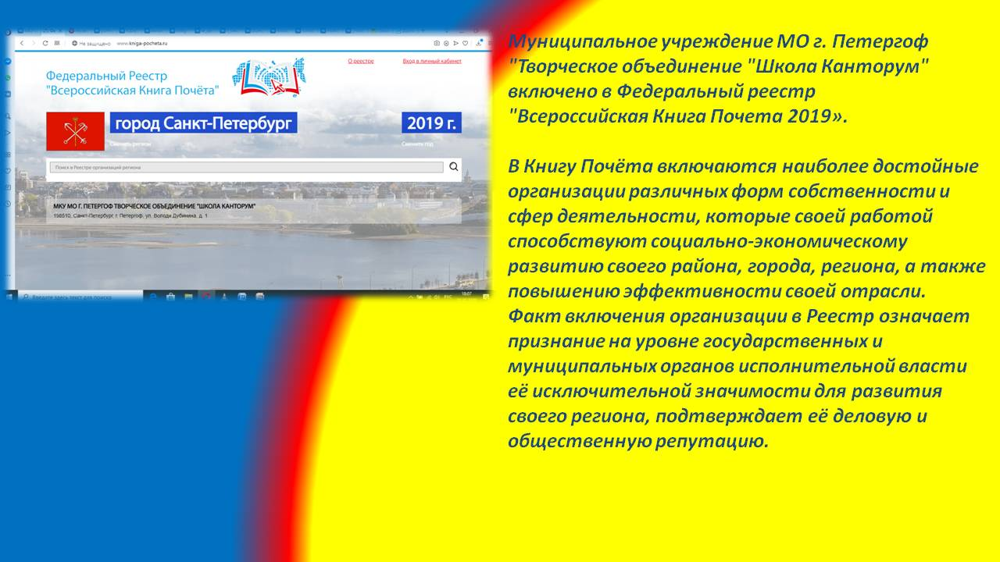 Не защищено www.kniga-pocheta.ru
О реестре Вход в личный кабинет
Федеральный Реестр
"Всероссийская Книга Почёта"
город Санкт-Петербург 2019 г.
Сменить регион Сменить год
Поиск в Реестре организаций региона
МКУ МО Г. ПЕТЕРГОФ ТВОРЧЕСКОЕ ОБЪЕДИНЕНИЕ "ШКОЛА КАНТОРУМ"
198510, Санкт-Петербург, г. Петергоф, ул. Володи Дубинина, д. 1
Введите здесь текст для поиска
РУС 18:07
Муниципальное учреждение МО г. Петергоф
"Творческое объединение "Школа Канторум"
включено в Федеральный реестр
"Всероссийская Книга Почета 2019».
В Книгу Почёта включаются наиболее достойные
организации различных форм собственности и
сфер деятельности, которые своей работой
способствуют социально-экономическому
развитию своего района, города, региона, а также
повышению эффективности своей отрасли.
Факт включения организации в Реестр означает
признание на уровне государственных и
муниципальных органов исполнительной власти
её исключительной значимости для развития
своего региона, подтверждает её деловую и
общественную репутацию.